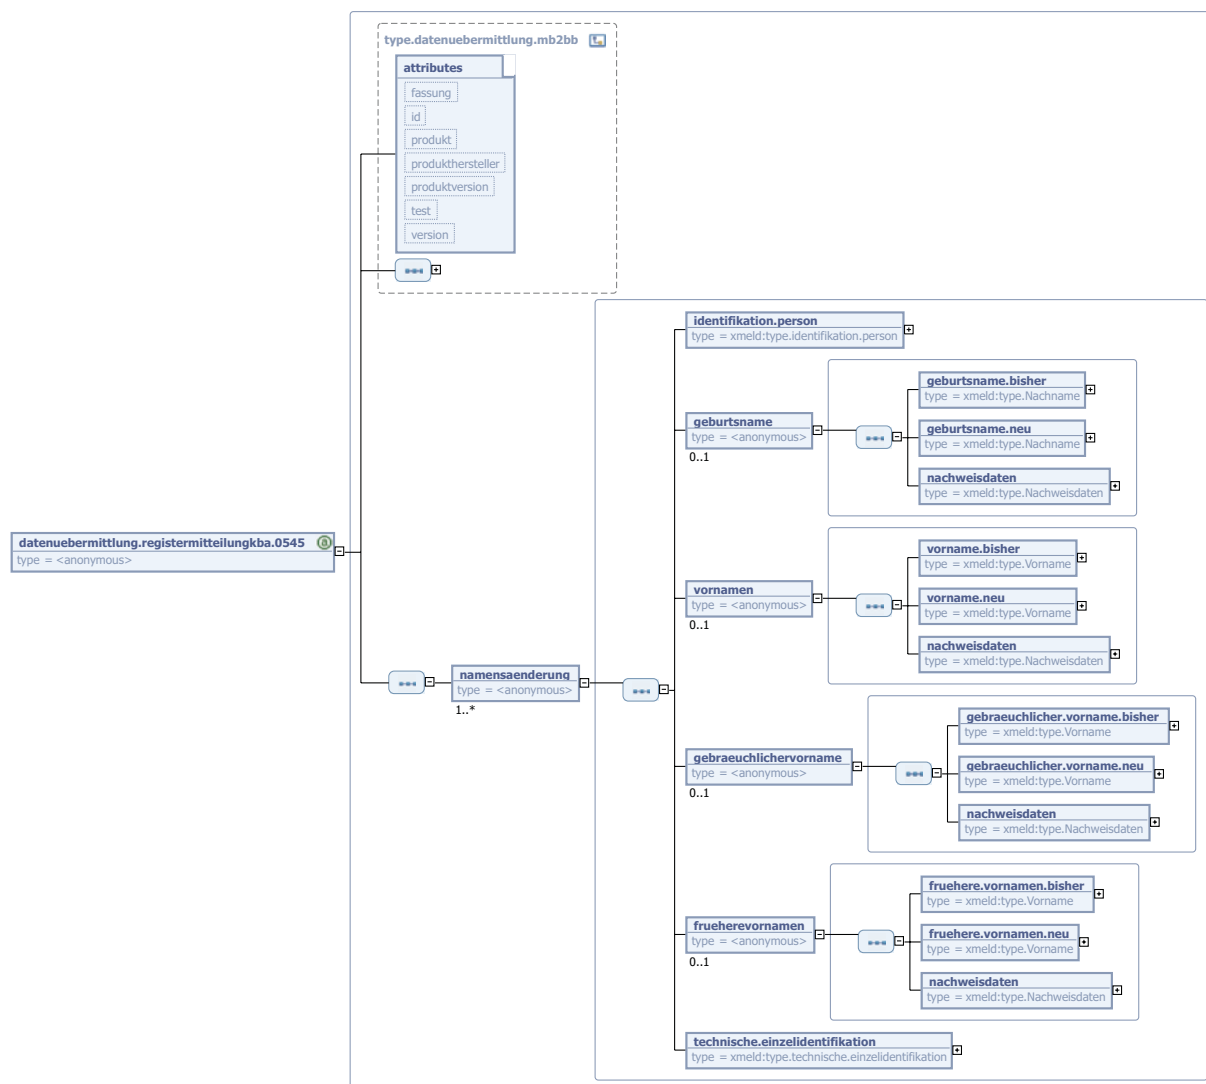 type.datenuebermittlung.mb2bb
attributes
fassung
id
produkt
produkthersteller
produktversion
test
version
identifikation.person
type = xmeld:type.identifikation.person
geburtsname
type = <anonymous>
0..1
geburtsname.bisher
type = xmeld:type.Nachname
geburtsname.neu
type = xmeld:type.Nachname
nachweisdaten
type = xmeld:type.Nachweisdaten
datenuebermittlung.registermitteilungkba.0545
type = <anonymous>
vornamen
type = <anonymous>
0..1
vorname.bisher
type = xmeld:type.Vorname
vorname.neu
type = xmeld:type.Vorname
nachweisdaten
type = xmeld:type.Nachweisdaten
namensaenderung
type = <anonymous>
1..*
gebraeuchlichervorname
type = <anonymous>
0..1
gebraeuchlicher.vorname.bisher
type = xmeld:type.Vorname
gebraeuchlicher.vorname.neu
type = xmeld:type.Vorname
nachweisdaten
type = xmeld:type.Nachweisdaten
frueherevornamen
type = <anonymous>
0..1
fruehere.vornamen.bisher
type = xmeld:type.Vorname
fruehere.vornamen.neu
type = xmeld:type.Vorname
nachweisdaten
type = xmeld:type.Nachweisdaten
technische.einzelidentifikation
type = xmeld:type.technische.einzelidentifikation